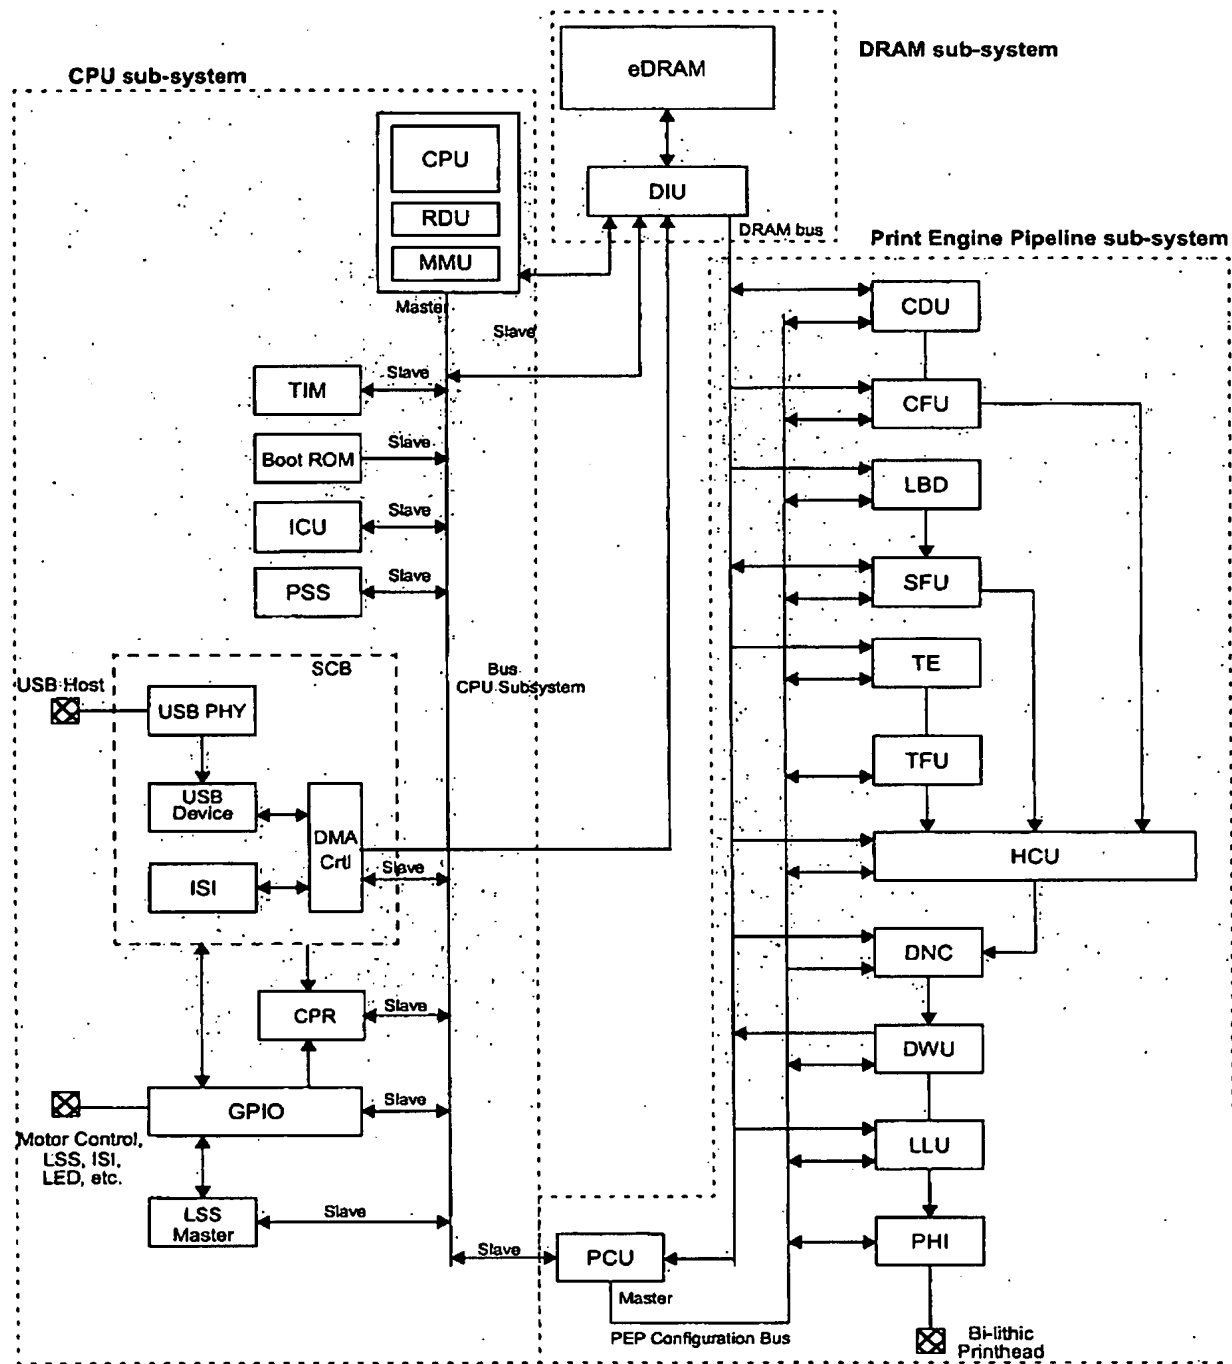 CPU sub-system
DRAM sub-system
eDRAM
CPU
RDU
MMU
DIU
DRAM bus
Print Engine Pipeline sub-system
Master
Slave
TIM
Slave
Boot ROM
Slave
ICU
Slave
PSS
Slave
Bus
CPU Subsystem
SCB
USB Host
USB PHY
USB
Device
DMA
Crtl
ISI
Slave
CPR
Slave
GPIO
Slave
Motor Control,
LSS, ISI,
LED, etc.
LSS
Master
Slave
Slave
PCU
Master
PEP Configuration Bus
CDU
CFU
LBD
SFU
TE
TFU
HCU
DNC
DWU
LLU
PHI
Bi-lithic
Printhead